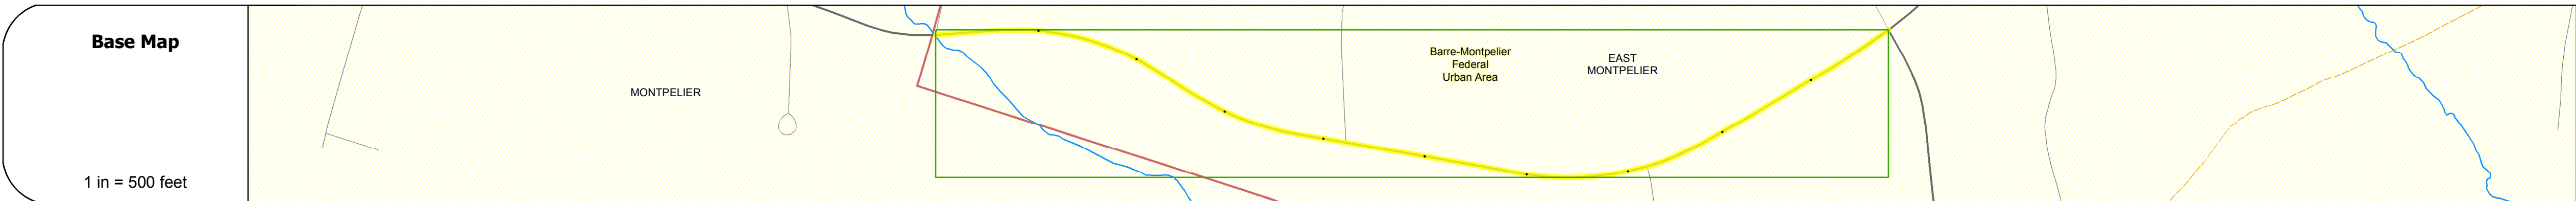 Base Map
1 in = 500 feet
MONTPELIER
Barre-Montpelier
Federal
Urban Area
EAST
MONTPELIER